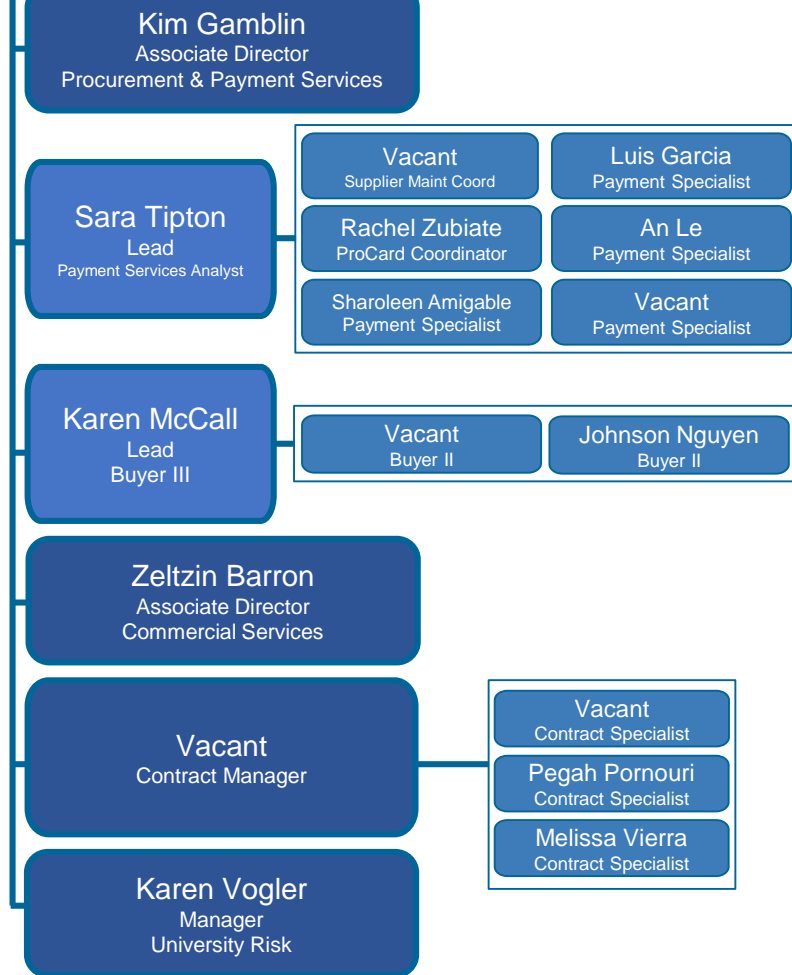 Kim Gamblin
Associate Director
Procurement & Payment Services
Sara Tipton
Lead
Payment Services Analyst
Vacant
Supplier Maint Coord
Luis Garcia
Payment Specialist
Rachel Zubiate
ProCard Coordinator
An Le
Payment Specialist
Sharoleen Amigable
Payment Specialist
Vacant
Payment Specialist
Karen McCall
Lead
Buyer III
Vacant
Buyer II
Johnson Nguyen
Buyer II
Zeltzin Barron
Associate Director
Commercial Services
Vacant
Contract Manager
Vacant
Contract Specialist
Pegah Pornouri
Contract Specialist
Melissa Vierra
Contract Specialist
Karen Vogler
Manager
University Risk